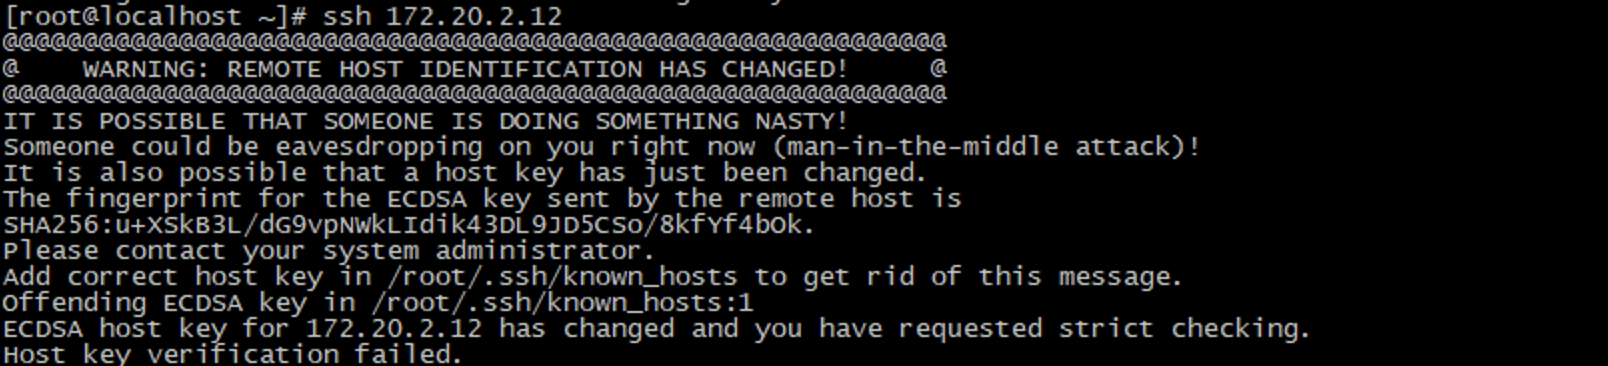 [root@localhost ~]# ssh 172.20.2.12
@@@@@@@@@@@@@@@@@@@@@@@@@@@@@@@@@@@@@@@@@@@@@@@@@@@@@@@@@@@
@    WARNING: REMOTE HOST IDENTIFICATION HAS CHANGED!     @
@@@@@@@@@@@@@@@@@@@@@@@@@@@@@@@@@@@@@@@@@@@@@@@@@@@@@@@@@@@
IT IS POSSIBLE THAT SOMEONE IS DOING SOMETHING NASTY!
Someone could be eavesdropping on you right now (man-in-the-middle attack)!
It is also possible that a host key has just been changed.
The fingerprint for the ECDSA key sent by the remote host is
SHA256:u+XSkB3L/dG9vpNWkLIdik43DL9JD5CSo/8kfYf4bOk.
Please contact your system administrator.
Add correct host key in /root/.ssh/known_hosts to get rid of this message.
Offending ECDSA key in /root/.ssh/known_hosts:1
ECDSA host key for 172.20.2.12 has changed and you have requested strict checking.
Host key verification failed.